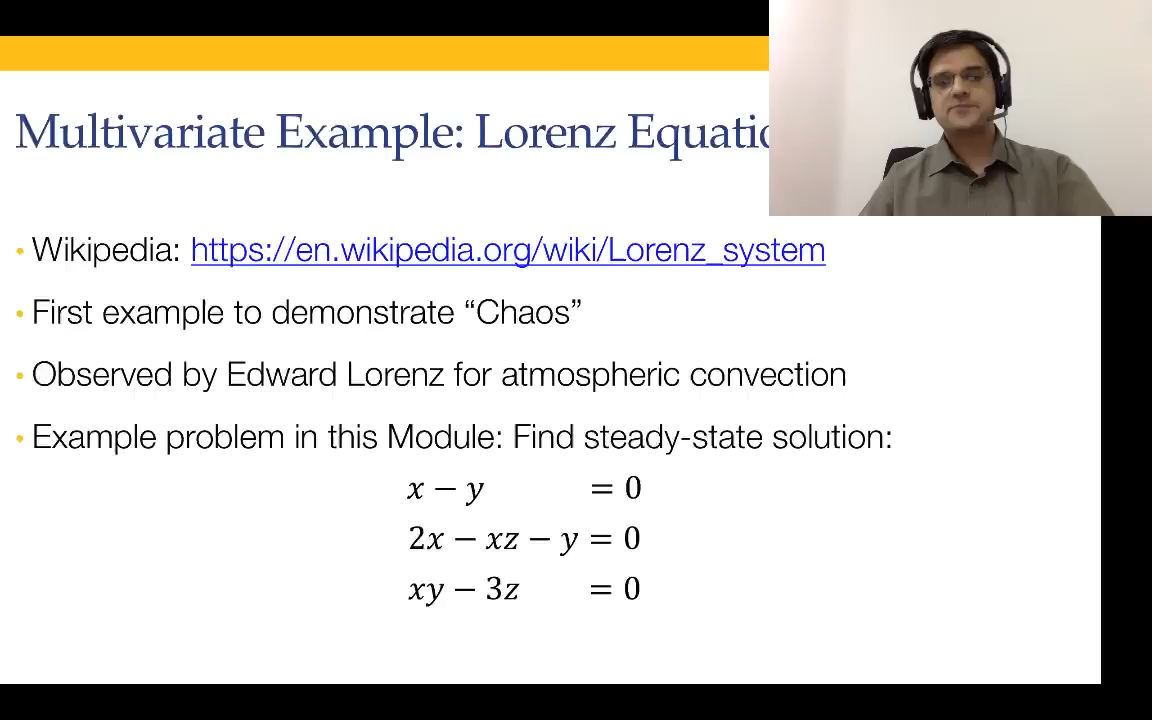 Multivariate Example: Lorenz
• Wikipedia: https://en.wikipedia.org/wiki/Lorenz_system
• First example to demonstrate “Chaos”
• Observed by Edward Lorenz for atmospheric convection
• Example problem in this Module: Find steady-state solution:
x − y = 0
2x − xz − y = 0
xy − 3z = 0